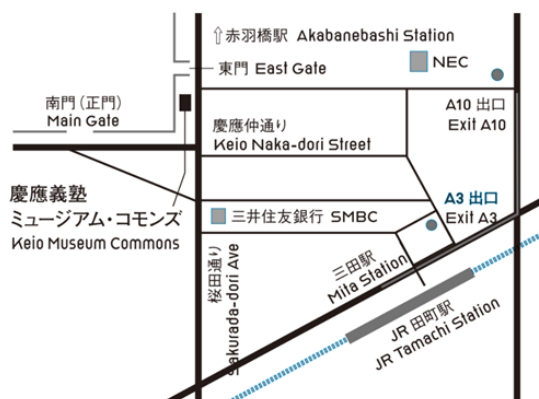 ⇧赤羽橋駅 Akabanebashi Station
NEC
東門 East Gate
南門（正門）
Main Gate
A10 出口
Exit A10
慶應仲通り
Keio Naka-dori Street
慶應義塾
ミュージアム・コモンズ
Keio Museum Commons
A3 出口
Exit A3
三井住友銀行 SMBC
桜田通り
Sakurada-dori Ave
三田駅
Mita Station
JR 田町駅
JR Tamachi Station